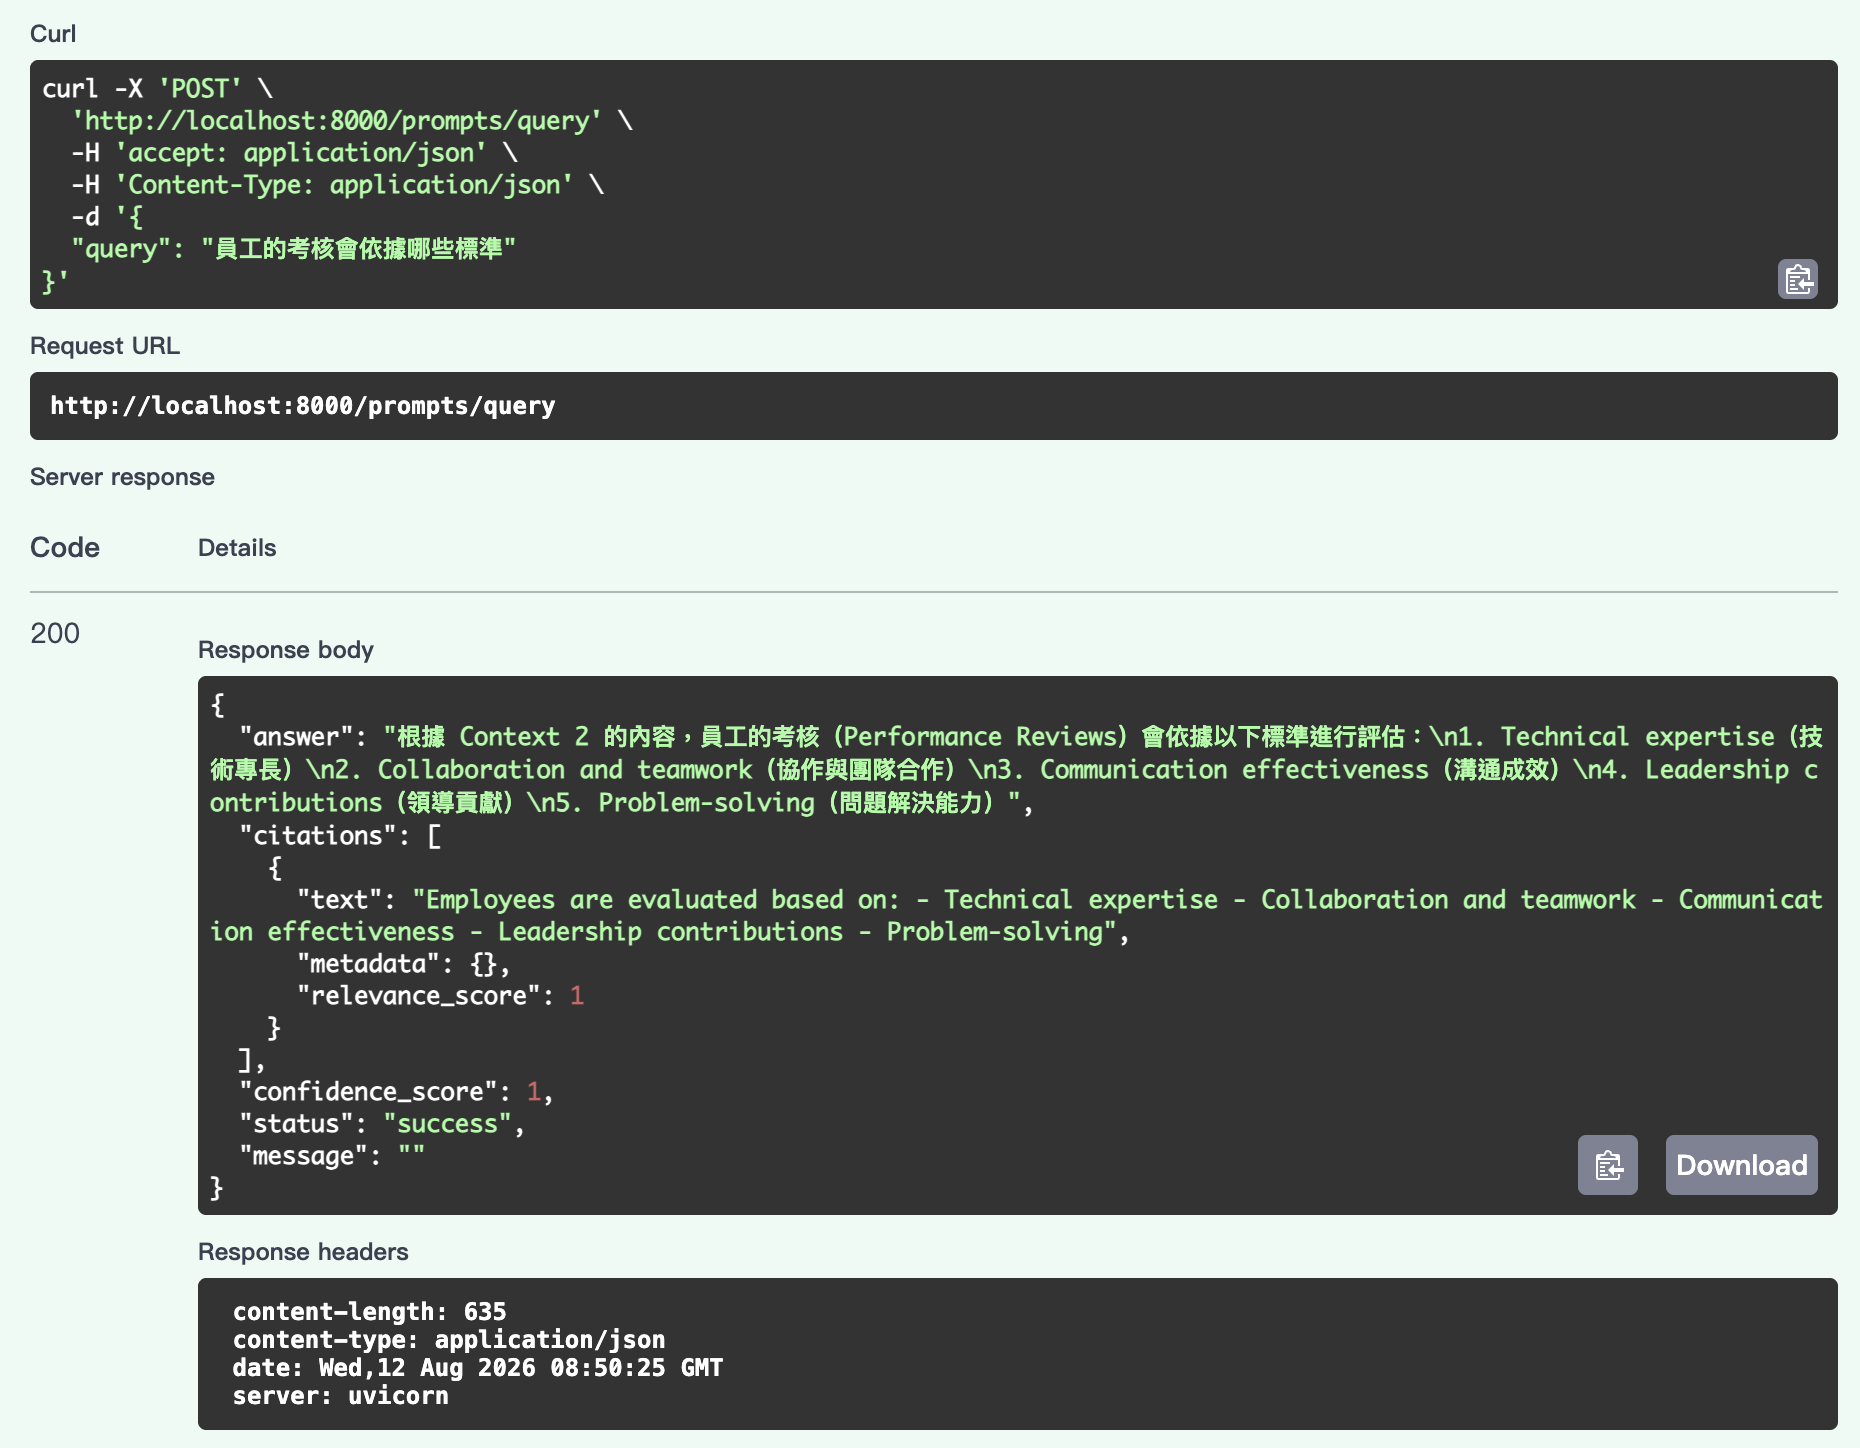 Curl
curl -X 'POST' \
  'http://localhost:8000/prompts/query' \
  -H 'accept: application/json' \
  -H 'Content-Type: application/json' \
  -d '{
  "query": "員工的考核會依據哪些標準"
}'
Request URL
http://localhost:8000/prompts/query
Server response
Code Details
200
Response body
{
  "answer": "根據 Context 2 的內容，員工的考核（Performance Reviews）會依據以下標準進行評估：\n1. Technical expertise（技
術專長）\n2. Collaboration and teamwork（協作與團隊合作）\n3. Communication effectiveness（溝通成效）\n4. Leadership c
ontributions（領導貢獻）\n5. Problem-solving（問題解決能力）",
  "citations": [
    {
      "text": "Employees are evaluated based on: - Technical expertise - Collaboration and teamwork - Communicat
ion effectiveness - Leadership contributions - Problem-solving",
      "metadata": {},
      "relevance_score": 1
    }
  ],
  "confidence_score": 1,
  "status": "success",
  "message": ""
}
Download
Response headers
content-length: 635
content-type: application/json
date: Wed,12 Aug 2026 08:50:25 GMT
server: uvicorn